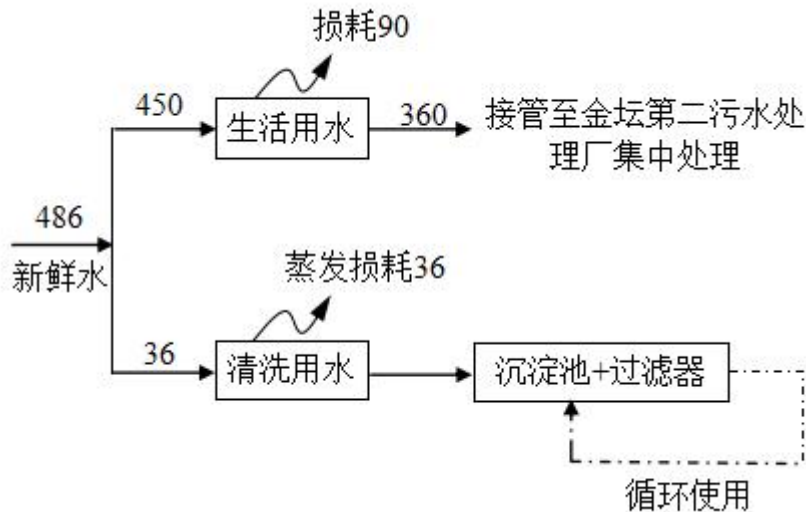 损耗90
450
生活用水
360
接管至金坛第二污水处
理厂集中处理
486
新鲜水
蒸发损耗36
36
清洗用水
沉淀池+过滤器
循环使用